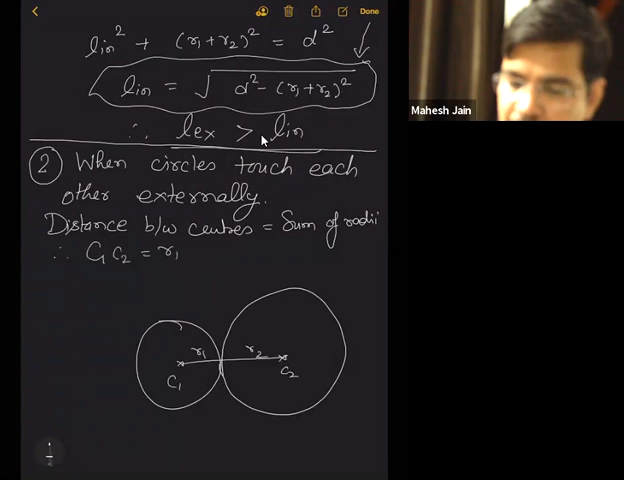 Done
lin² + (r₁+r₂)² = d²
lin = √d²-(r₁+r₂)²
∴ lex > lin
Mahesh Jain
② When circles touch each
other externally.
Distance b/w centres = Sum of radii
∴ C₁C₂ = r₁
r₁ r₂
C₁ C₂